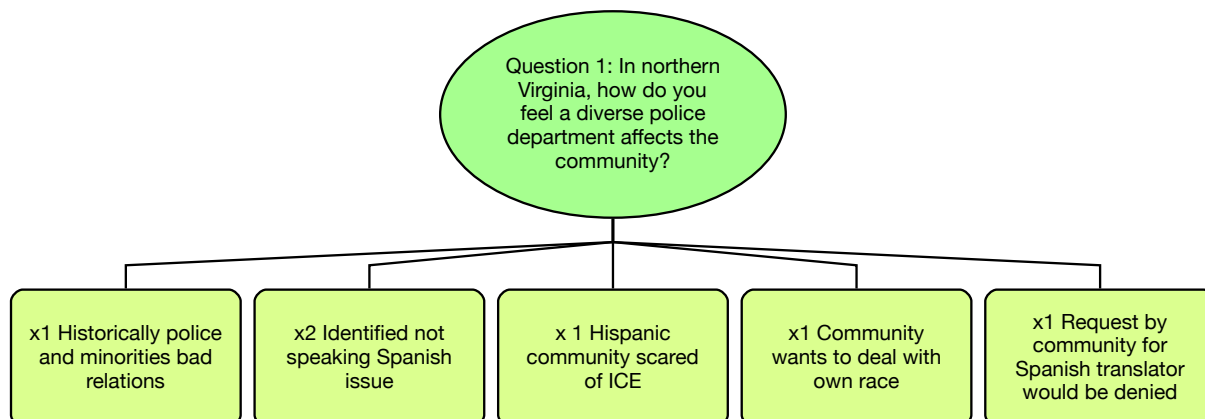 Question 1: In northern
Virginia, how do you
feel a diverse police
department affects the
community?
x1 Historically police
and minorities bad
relations
x2 Identified not
speaking Spanish
issue
x 1 Hispanic
community scared
of ICE
x1 Community
wants to deal with
own race
x1 Request by
community for
Spanish translator
would be denied